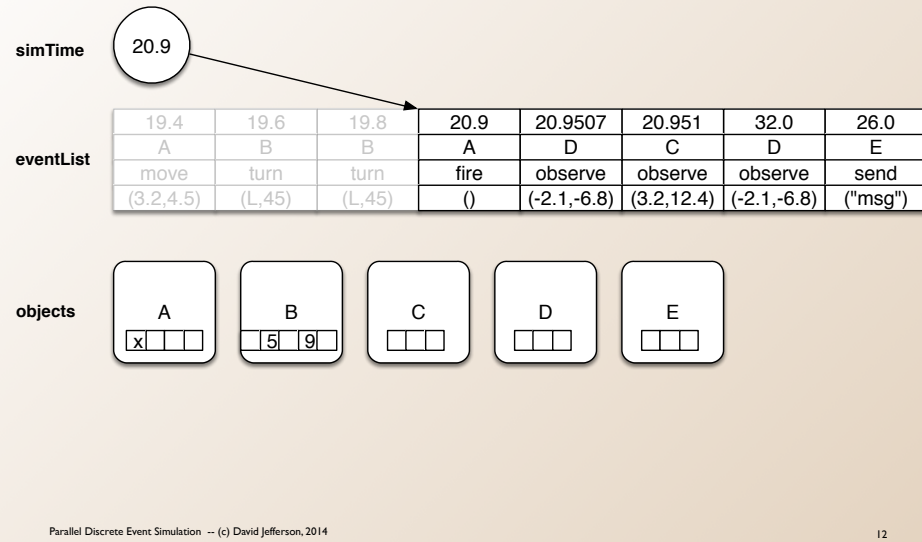 simTime 20.9
19.4 19.6 19.8 20.9 20.9507 20.951 32.0 26.0
eventList
A B B A D C D E
move turn turn fire observe observe observe send
(3.2,4.5) (L,45) (L,45) () (-2.1,-6.8) (3.2,12.4) (-2.1,-6.8) ("msg")
objects
A B C D E
x 5 9
Parallel Discrete Event Simulation -- (c) David Jefferson, 2014 12